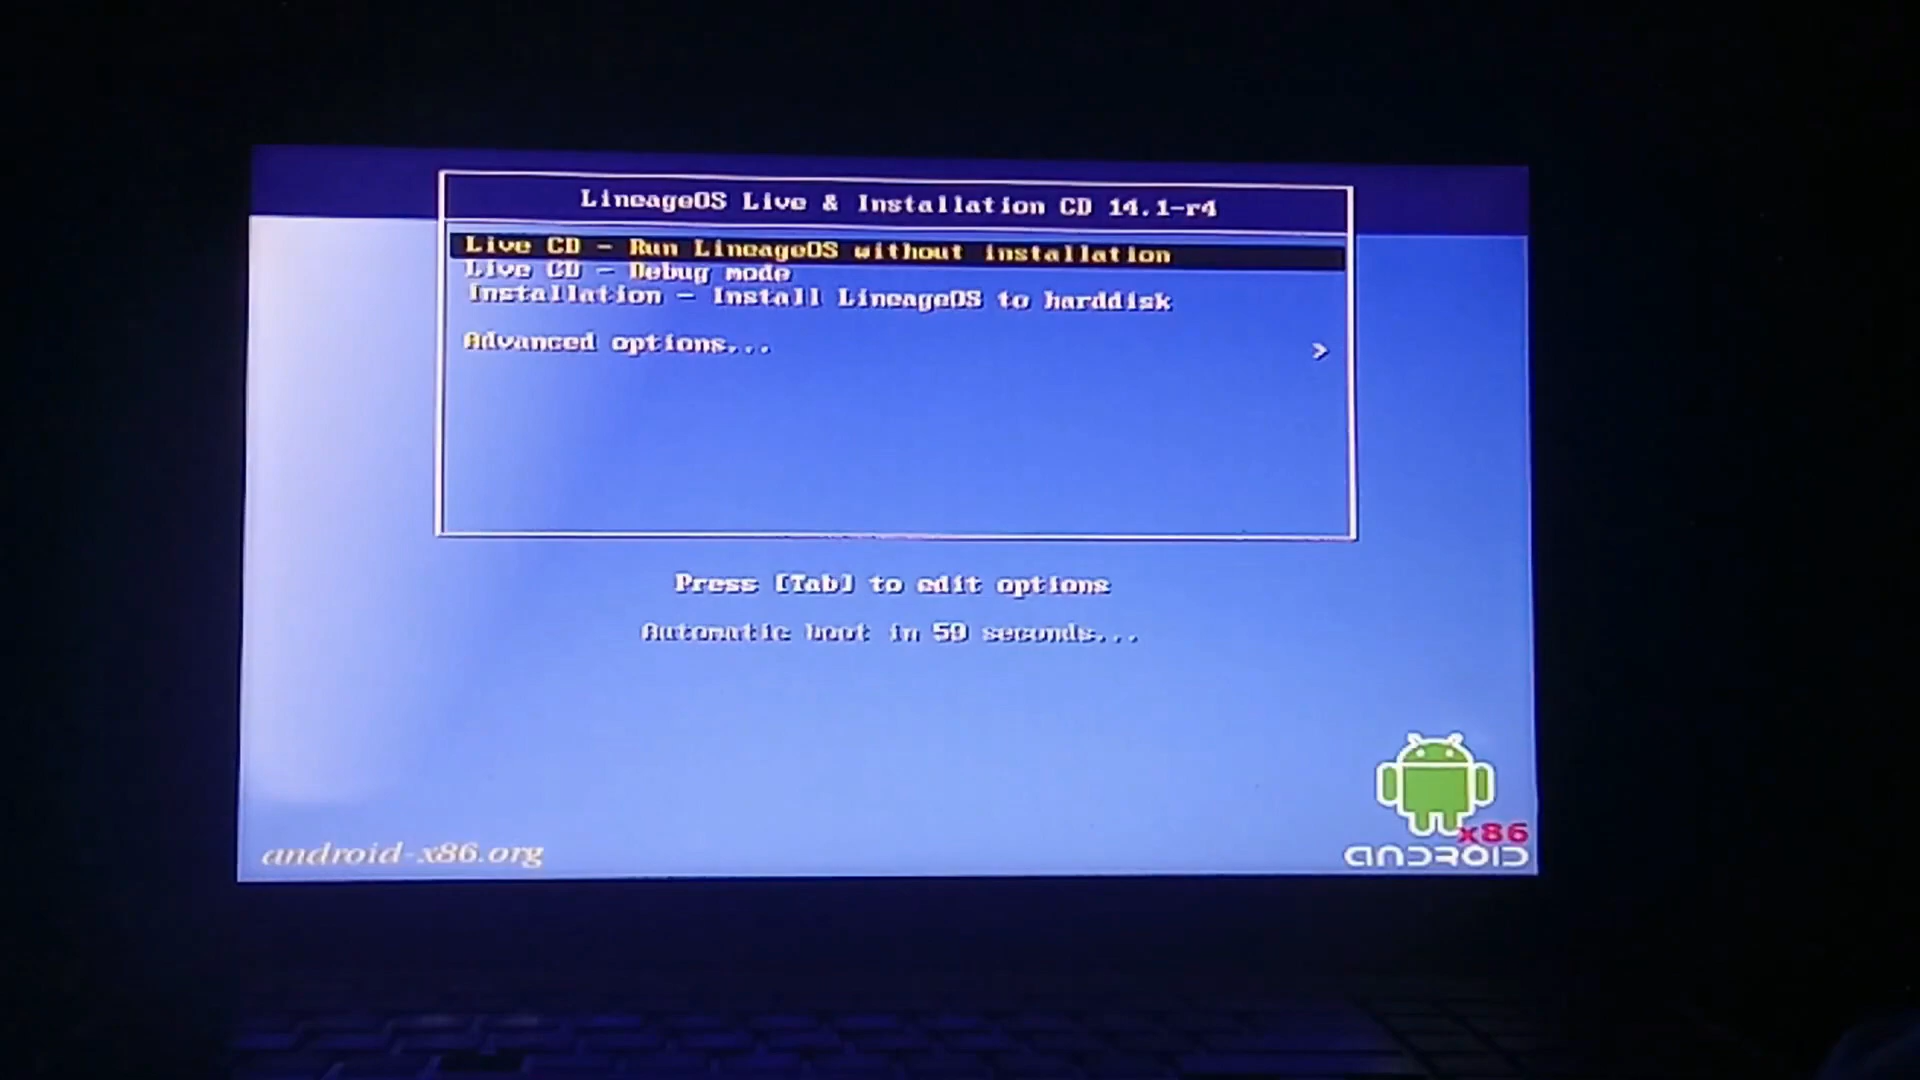 LineageOS Live & Installation CD 14.1-r4
Live CD - Run LineageOS without installation
Live CD - Debug mode
Installation - Install LineageOS to harddisk
Advanced options... >
Press [Tab] to edit options
Automatic boot in 59 seconds...
android-x86.org
x86
ANDROID